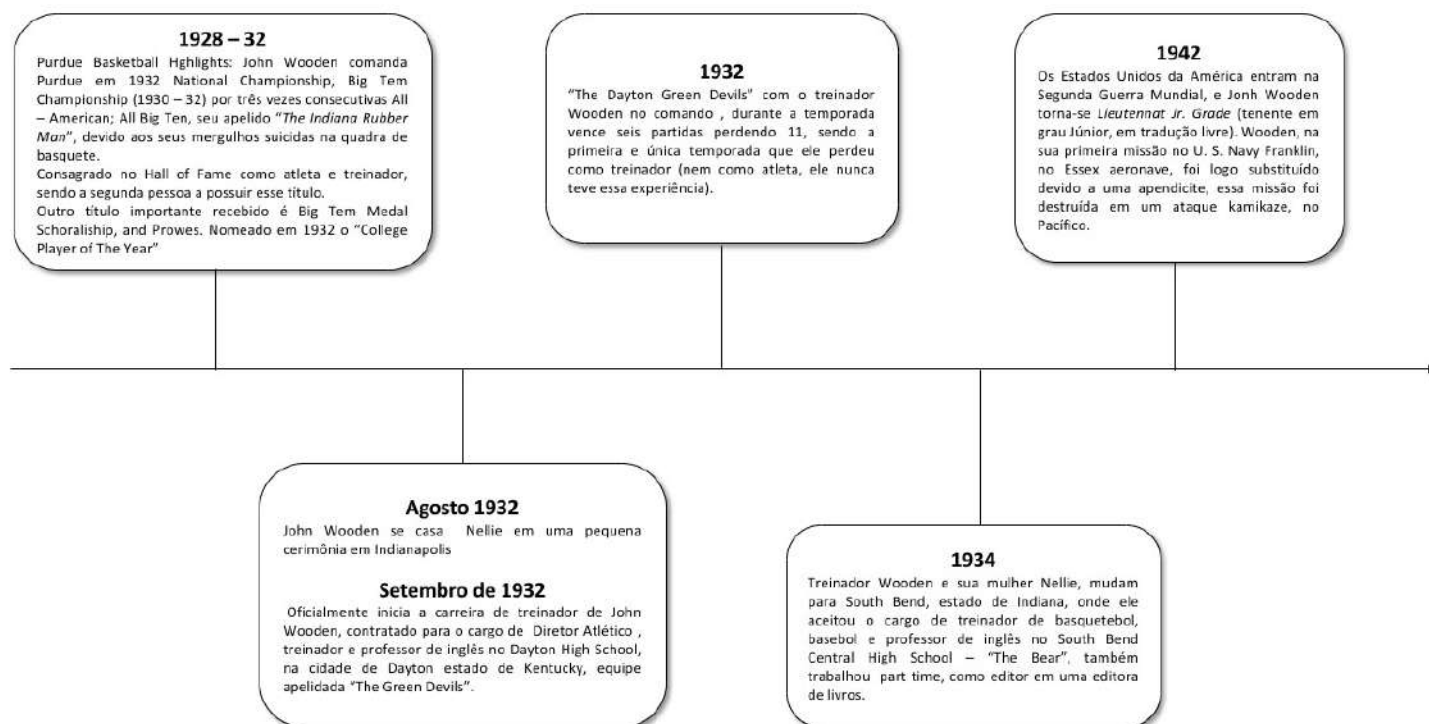 1928 – 32
Purdue Basketball Hghlights: John Wooden comanda
Purdue em 1932 National Championship, Big Tem
Championship (1930 – 32) por três vezes consecutivas All
– American; All Big Ten, seu apelido “The Indiana Rubber
Man”, devido aos seus mergulhos suicidas na quadra de
basquete.
Consagrado no Hall of Fame como atleta e treinador,
sendo a segunda pessoa a possuir esse título.
Outro título importante recebido é Big Tem Medal
Schoraliship, and Prowes. Nomeado em 1932 o “College
Player of The Year”
Agosto 1932
John Wooden se casa Nellie em uma pequena
cerimônia em Indianapolis
Setembro de 1932
Oficialmente inicia a carreira de treinador de John
Wooden, contratado para o cargo de Diretor Atlético ,
treinador e professor de inglês no Dayton High School,
na cidade de Dayton estado de Kentucky, equipe
apelidada “The Green Devils”.
1932
“The Dayton Green Devils” com o treinador
Wooden no comando , durante a temporada
vence seis partidas perdendo 11, sendo a
primeira e única temporada que ele perdeu
como treinador (nem como atleta, ele nunca
teve essa experiência).
1934
Treinador Wooden e sua mulher Nellie, mudam
para South Bend, estado de Indiana, onde ele
aceitou o cargo de treinador de basquetebol,
basebol e professor de inglês no South Bend
Central High School – “The Bear”, também
trabalhou part time, como editor em uma editora
de livros.
1942
Os Estados Unidos da América entram na
Segunda Guerra Mundial, e Jonh Wooden
torna-se Lieutennat Jr. Grade (tenente em
grau Júnior, em tradução livre). Wooden, na
sua primeira missão no U. S. Navy Franklin,
no Essex aeronave, foi logo substituído
devido a uma apendicite, essa missão foi
destruída em um ataque kamikaze, no
Pacífico.